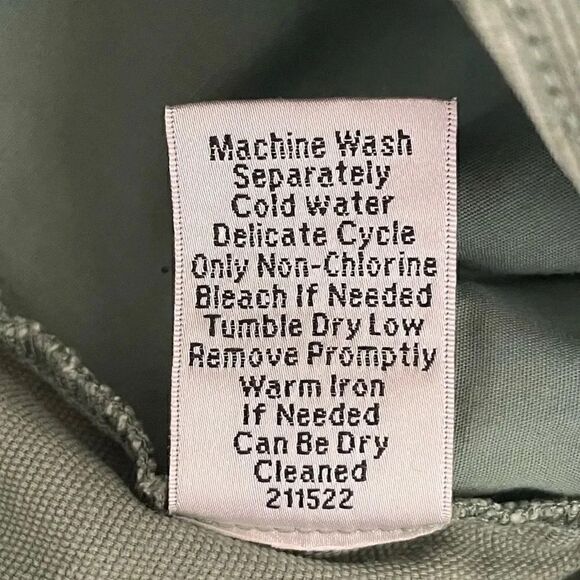 Machine Wash
Separately
Cold water
Delicate Cycle
Only Non-Chlorine
Bleach If Needed
Tumble Dry Low
Remove Promptly
Warm Iron
If Needed
Can Be Dry
Cleaned
211522